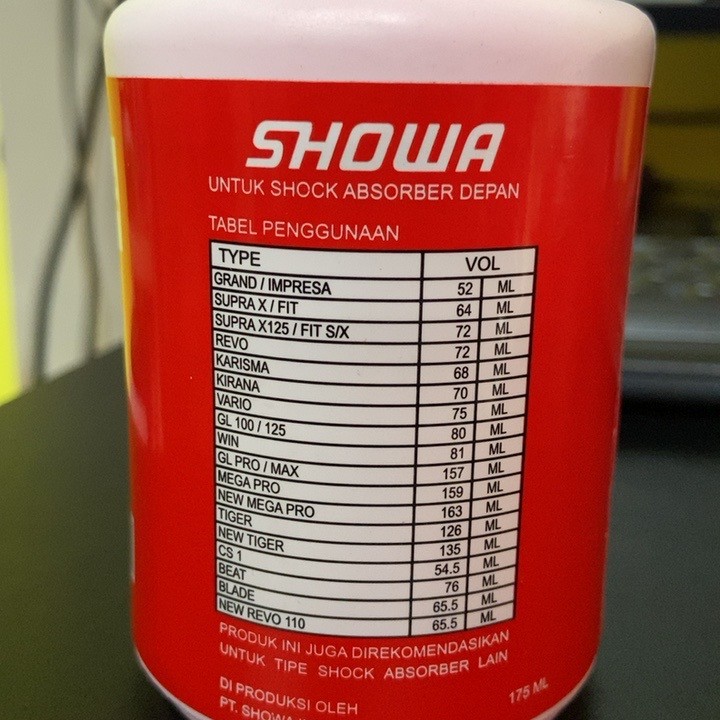 SHOWA
UNTUK SHOCK ABSORBER DEPAN
TABEL PENGGUNAAN
TYPE VOL
GRAND / IMPRESA 52 ML
SUPRA X / FIT 64 ML
SUPRA X125 / FIT S/X 72 ML
REVO 72 ML
KARISMA 68 ML
KIRANA 70 ML
VARIO 75 ML
GL 100 / 125 80 ML
WIN 81 ML
GL PRO / MAX 157 ML
MEGA PRO 159 ML
NEW MEGA PRO 163 ML
TIGER 126 ML
NEW TIGER 135 ML
CS 1 54.5 ML
BEAT 76 ML
BLADE 65.5 ML
NEW REVO 110 65.5 ML
PRODUK INI JUGA DIREKOMENDASIKAN
UNTUK TIPE SHOCK ABSORBER LAIN
DI PRODUKSI OLEH 175 ML
PT. SHOWA